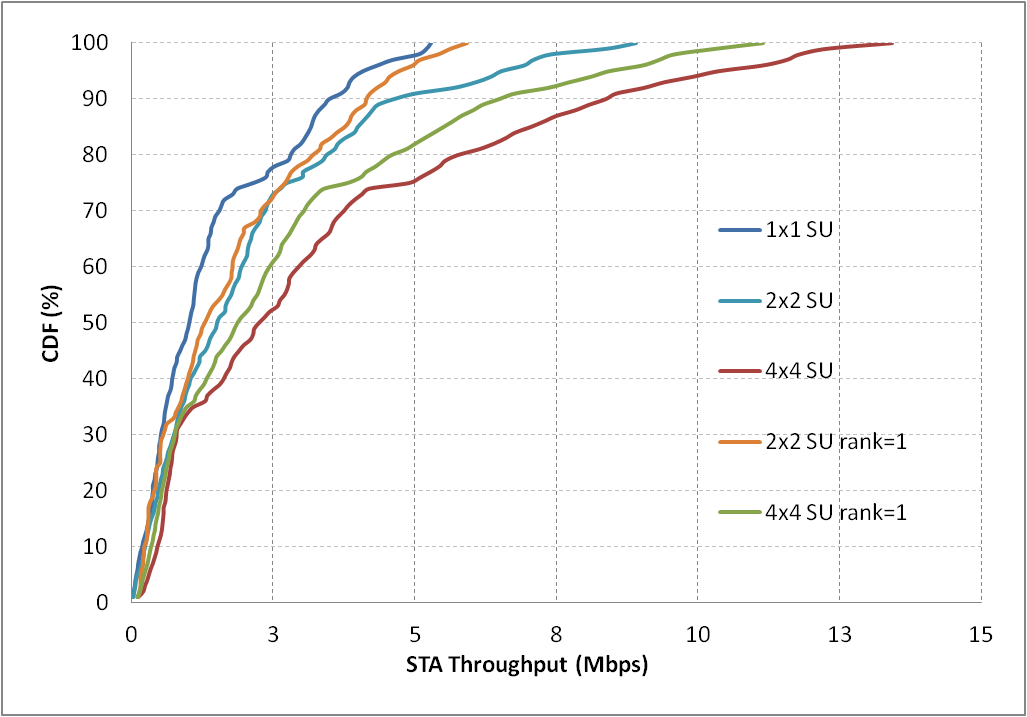 100
90
80
70
60
50
40
30
20
10
0
CDF (%)
1x1 SU
2x2 SU
4x4 SU
2x2 SU rank=1
4x4 SU rank=1
0 3 5 8 10 13 15
STA Throughput (Mbps)